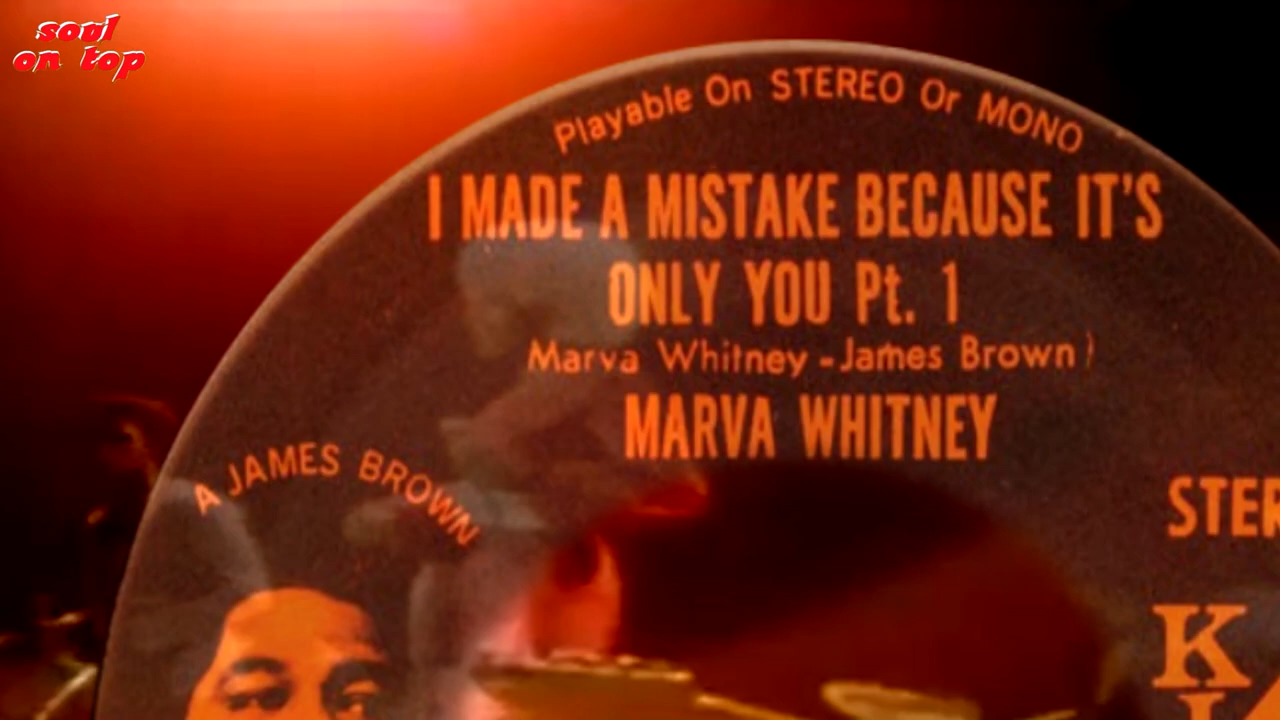 soul
on top
Playable On STEREO Or MONO
I MADE A MISTAKE BECAUSE IT'S
ONLY YOU Pt. 1
Marva Whitney - James Brown )
MARVA WHITNEY
A JAMES BROWN
STER
K